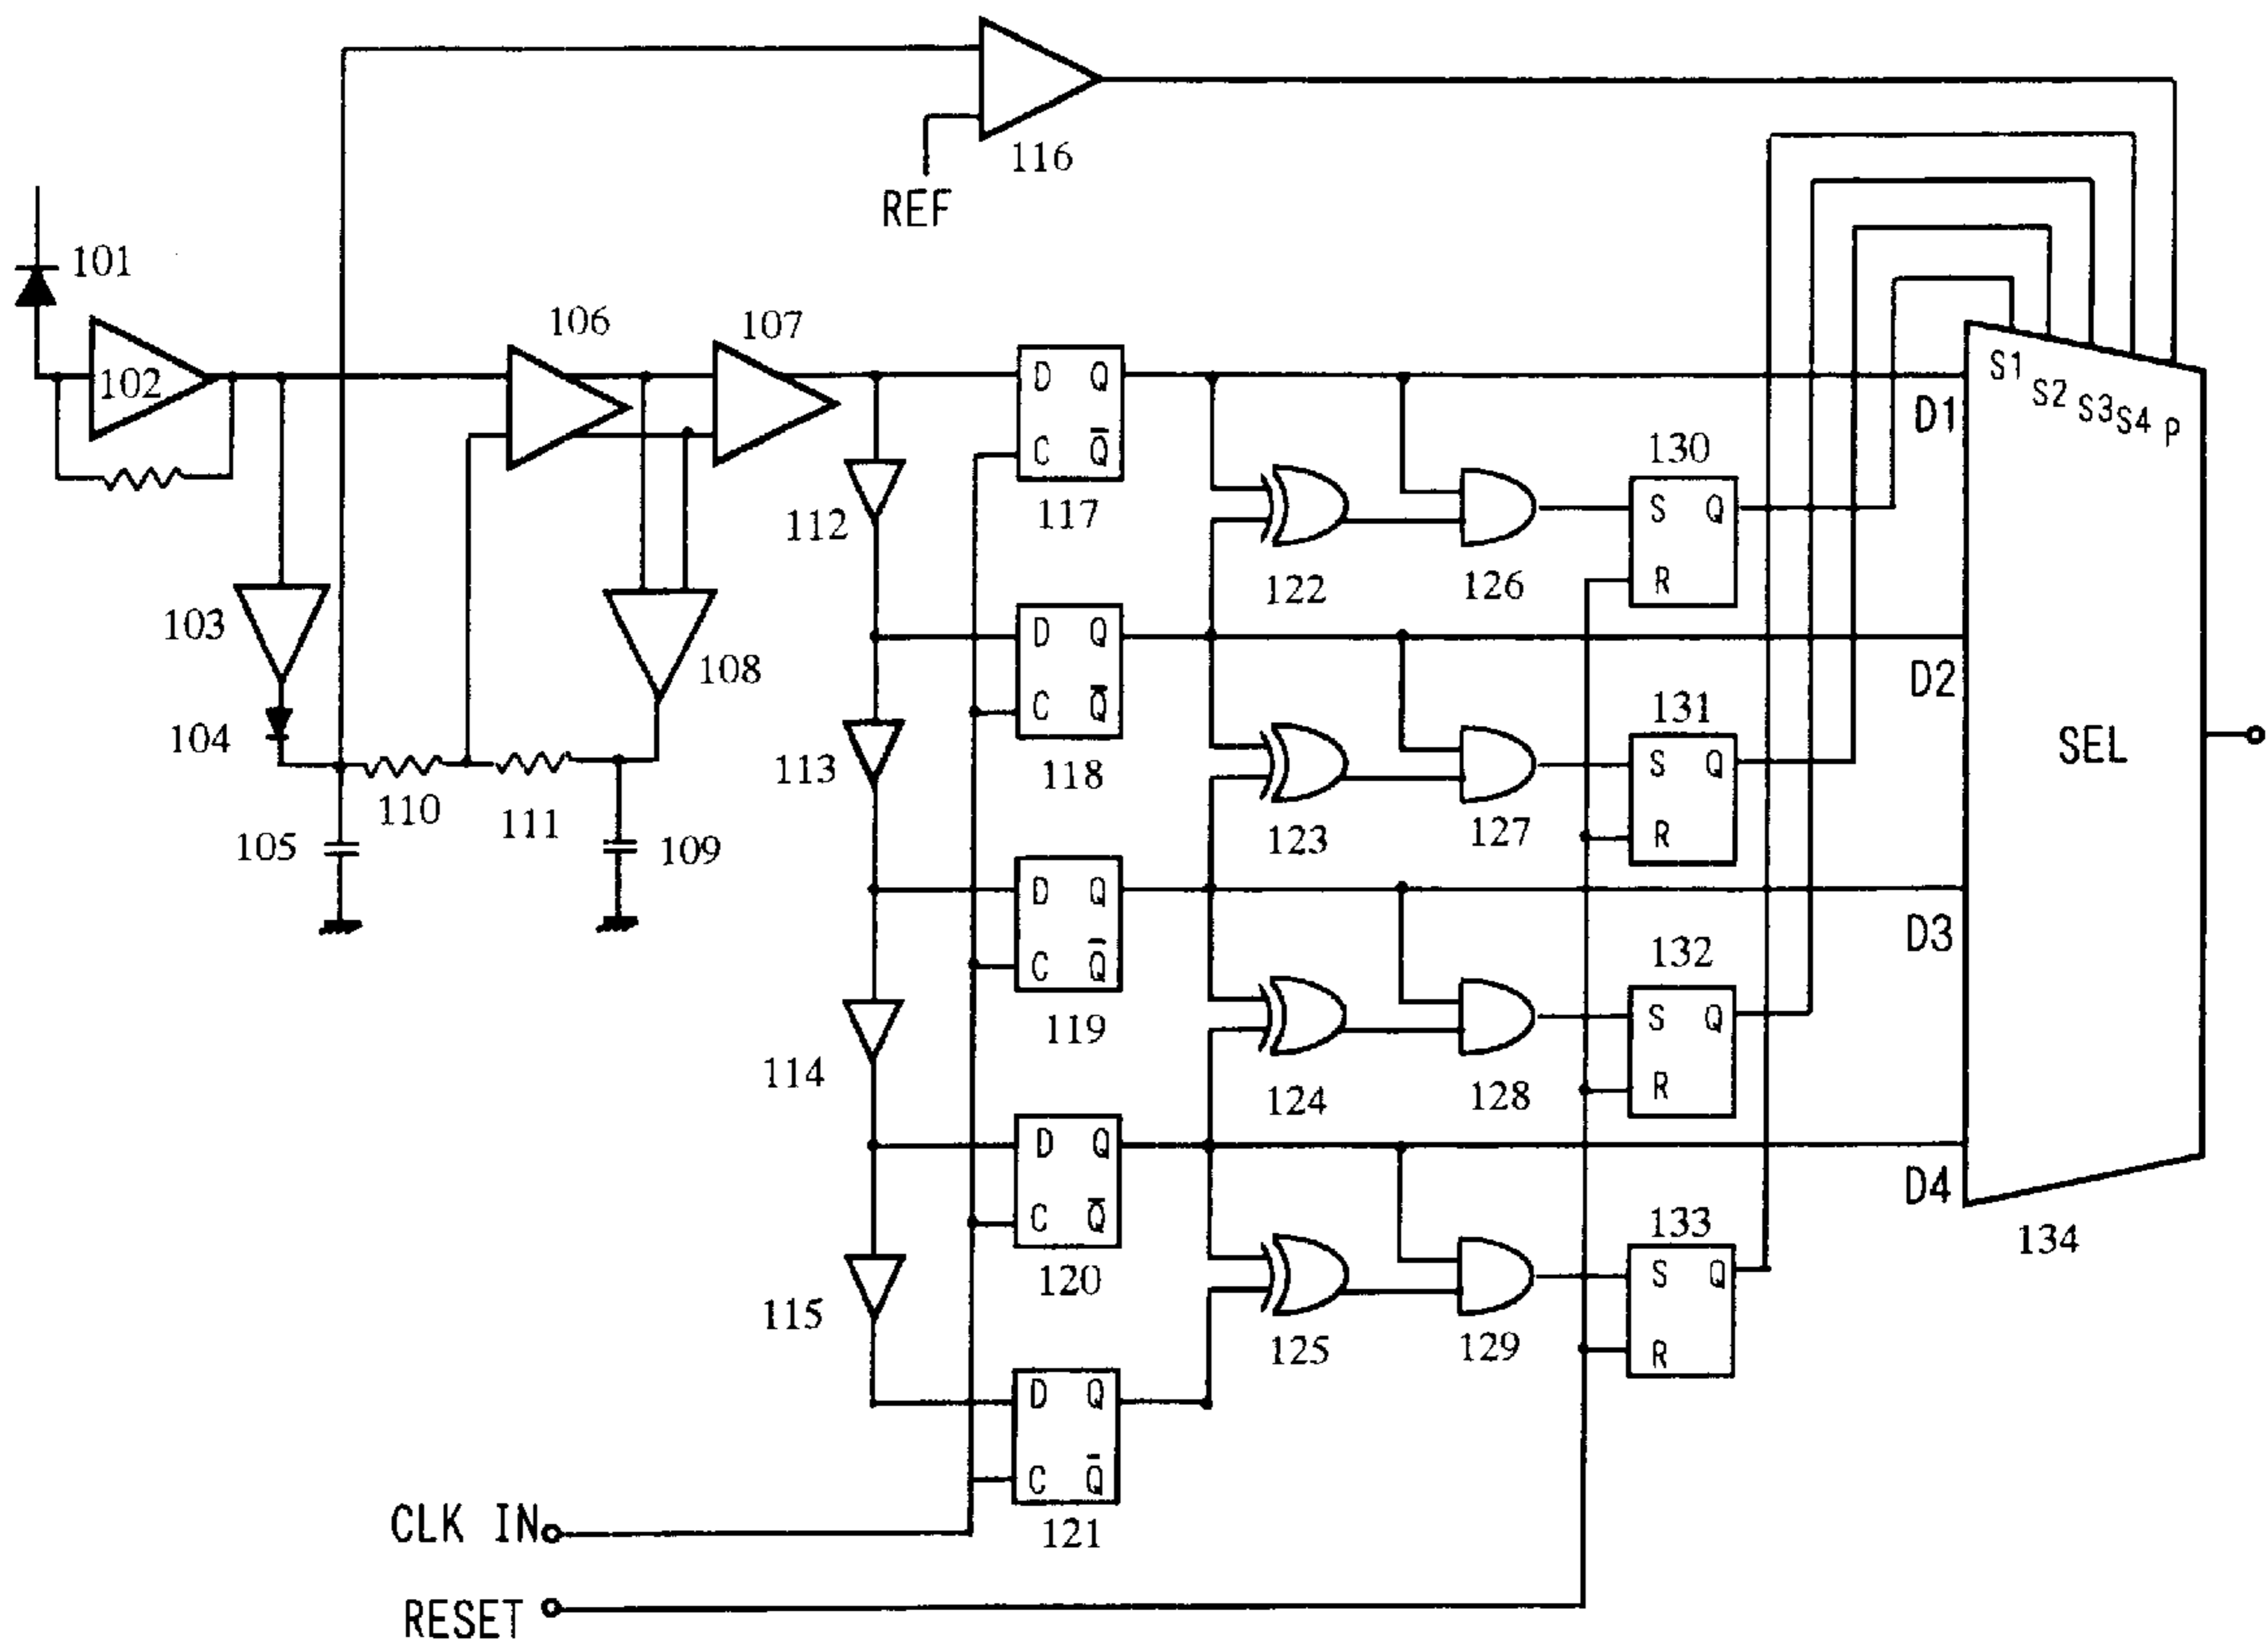 116
REF
101
102
106
107
D Q
C Q̄
117
112
122
126
130
S Q
R
D1
S1
S2
S3
S4
P
103
104
108
D Q
C Q̄
118
113
123
127
131
S Q
R
D2
SEL
105
110
111
109
D Q
C Q̄
119
114
124
128
132
S Q
R
D3
D Q
C Q̄
120
115
125
129
133
S Q
R
D4
134
D Q
C Q̄
121
CLK IN
RESET